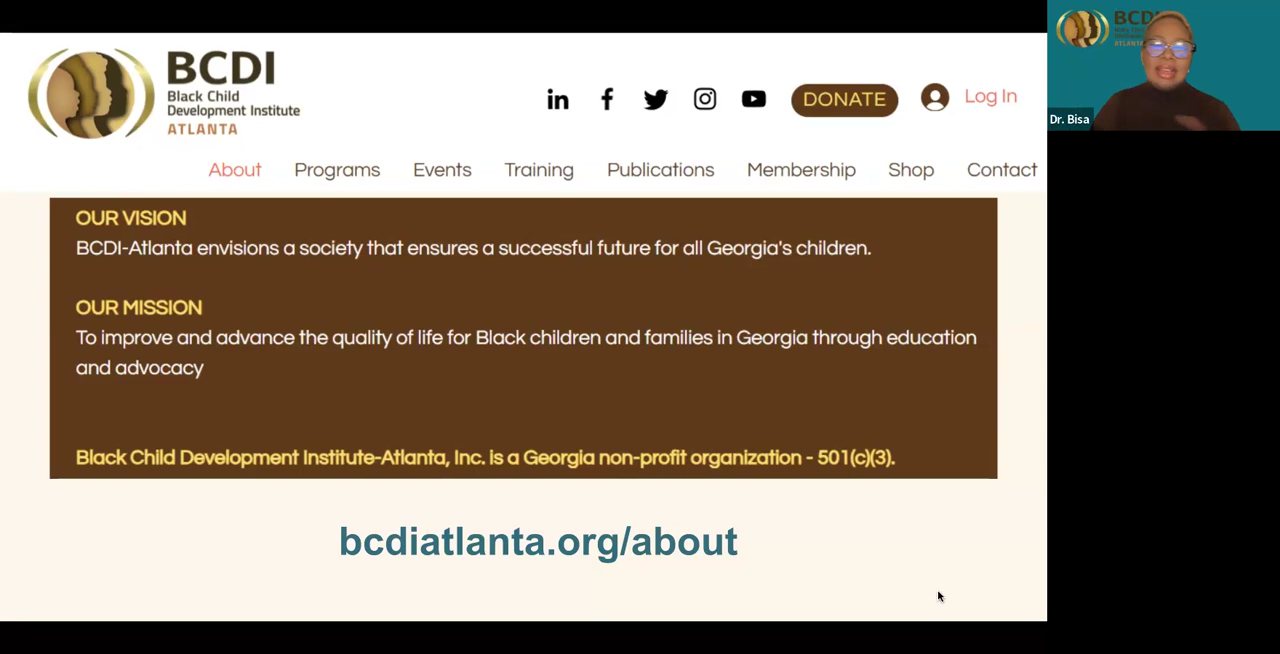 BCDI
Black Child
Development Institute
ATLANTA
DONATE
Log In
About Programs Events Training Publications Membership Shop Contact
OUR VISION
BCDI-Atlanta envisions a society that ensures a successful future for all Georgia's children.
OUR MISSION
To improve and advance the quality of life for Black children and families in Georgia through education
and advocacy
Black Child Development Institute-Atlanta, Inc. is a Georgia non-profit organization - 501(c)(3).
bcdiatlanta.org/about
BCD
ATLANTA
Dr. Bisa